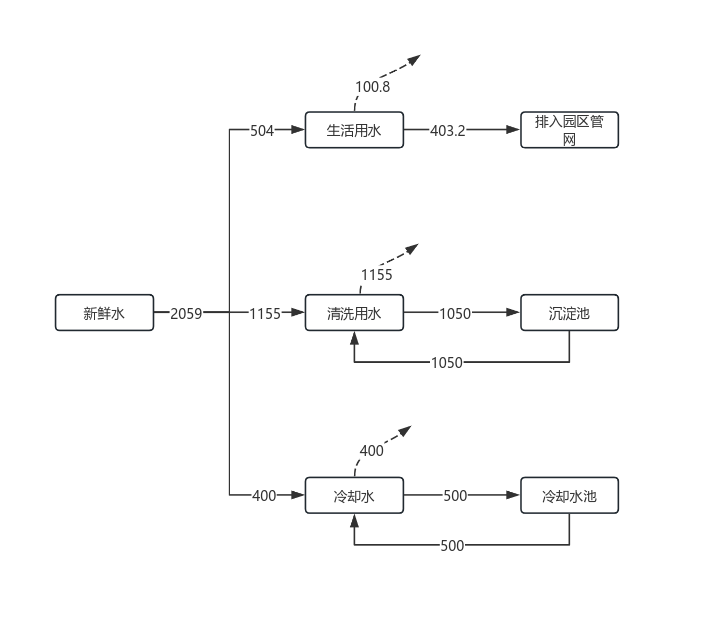 100.8
504
生活用水
403.2
排入园区管
网
1155
新鲜水
2059
1155
清洗用水
1050
沉淀池
1050
400
400
冷却水
500
冷却水池
500